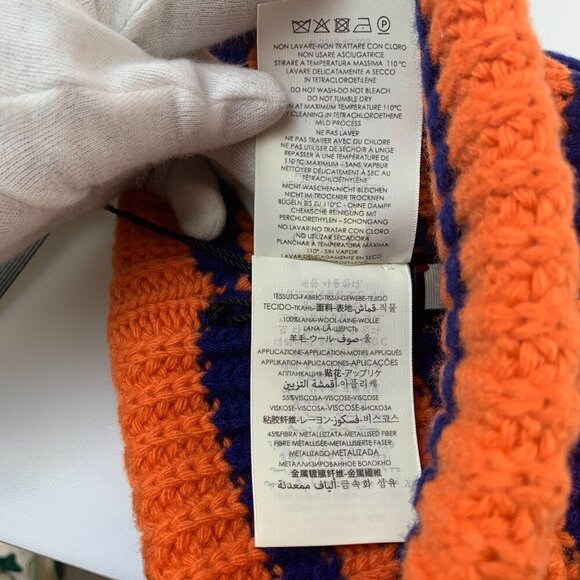 NON LAVARE-NON TRATTARE CON CLORO
NON USARE ASCIUGATRICE
STIRARE A TEMPERATURA MASSIMA 110°C
LAVARE DELICATAMENTE A SECCO
IN TETRACLOROETILENE
DO NOT WASH-DO NOT BLEACH
DO NOT TUMBLE DRY
AT MAXIMUM TEMPERATURE 110°C
CLEANING IN TETRACHLOROETHENE
MILD PROCESS
NE PAS LAVER
NE PAS TRAITER AVEC DU CHLORE
NE PAS UTILISER DE SÉCHOIR À LINGE
REPASSER À UNE TEMPÉRATURE DE
110°C MAXIMUM – SANS VAPEUR
NETTOYER DÉLICATEMENT À SEC AU
TÉTRACHLOROÉTHYLÈNE
NICHT WASCHEN-NICHT BLEICHEN
IM TROCKNER TROCKNEN
BÜGELN BIS ZU 110°C - OHNE DAMPF
CHEMISCHE REINIGUNG MIT
PERCHLORETHYLEN – SCHONGANG
NO LAVAR-NO TRATAR CON CLORO
NO UTILIZAR SECADORA
PLANCHAR A TEMPERATURA MÁXIMA
110° -SIN VAPOR
LAVAR DELICADAMENTE EN SECO
TESSUTO-FABRIC-TISSU-GEWEBE-TEJIDO
TECIDO-ТКАНЬ-面料-表地-قماش-직물
100%LANA-WOOL-LAINE-WOLLE
LANA-LÃ-ШЕРСТЬ
羊毛-ウール-صوف-울
APPLICAZIONE-APPLICATION-MOTIFS APPLIQUÉS
APPLIKATION-APLICACIONES-APLICAÇÕES
АППЛИКАЦИЯ-贴花-アップリケ
أقمشة التزيين-아플리케
55%VISCOSA-VISCOSE-VISCOSE
VISKOSE-VISCOSA-VISCOSE-ВИСКОЗА
粘胶纤维-レーヨン-فسكوز-비스코스
45%FIBRA METALLIZZATA-METALLISED FIBER
FIBRE MÉTALLISÉE-METALLISIERTE FASER
METALIZADO-METALIZADA
МЕТАЛЛИЗИРОВАННОЕ ВОЛОКНО
金属镀膜纤维-金属繊維
ألياف ممعدنة-금속화 섬유